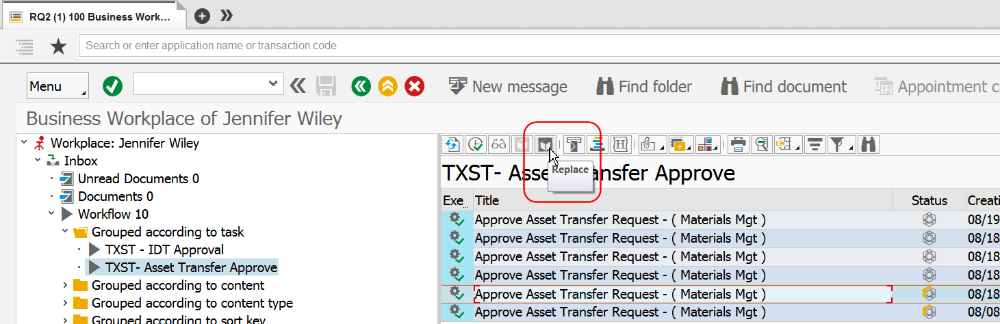 RQ2 (1) 100 Business Work...
Search or enter application name or transaction code
Menu
New message
Find folder
Find document
Appointment c
Business Workplace of Jennifer Wiley
Workplace: Jennifer Wiley
Inbox
Unread Documents 0
Documents 0
Workflow 10
Grouped according to task
TXST - IDT Approval
TXST- Asset Transfer Approve
Grouped according to content
Grouped according to content type
Grouped according to sort key
Replace
TXST- Asse nsfer Approve
Exe... Title Status Creati
Approve Asset Transfer Request - ( Materials Mgt ) 08/19
Approve Asset Transfer Request - ( Materials Mgt ) 08/18
Approve Asset Transfer Request - ( Materials Mgt ) 08/18
Approve Asset Transfer Request - ( Materials Mgt ) 08/18
Approve Asset Transfer Request - ( Materials Mgt ) 08/18
Approve Asset Transfer Request - ( Materials Mgt ) 08/08